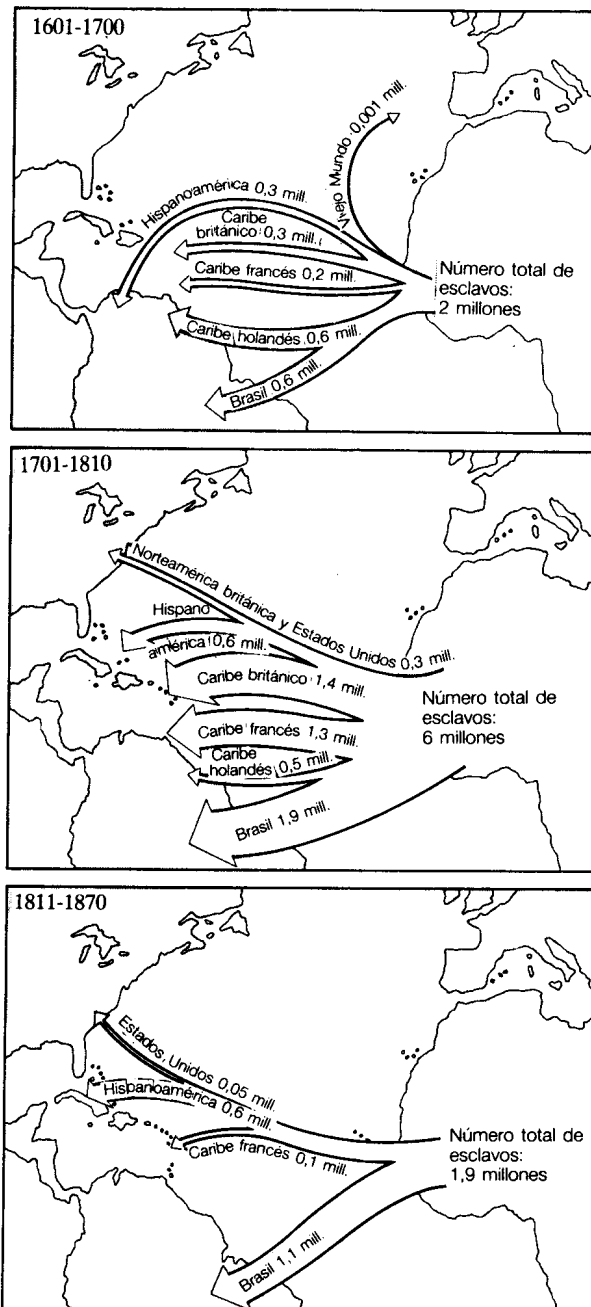 1601-1700
Viejo Mundo 0,001 mill.
Hispanoamérica 0,3 mill.
Caribe
británico 0,3 mill.
Caribe francés 0,2 mill.
Caribe holandés 0,6 mill.
Brasil 0,6 mill.
Número total de
esclavos:
2 millones
1701-1810
Norteamérica británica y Estados Unidos 0,3 mill.
Hispano
américa 0,6 mill.
Caribe británico 1,4 mill.
Caribe francés 1,3 mill.
Caribe
holandés 0,5 mill.
Brasil 1,9 mill.
Número total de
esclavos:
6 millones
1811-1870
Estados Unidos 0,05 mill.
Hispanoamérica 0,6 mill.
Caribe francés 0,1 mill.
Brasil 1,1 mill.
Número total de
esclavos:
1,9 millones